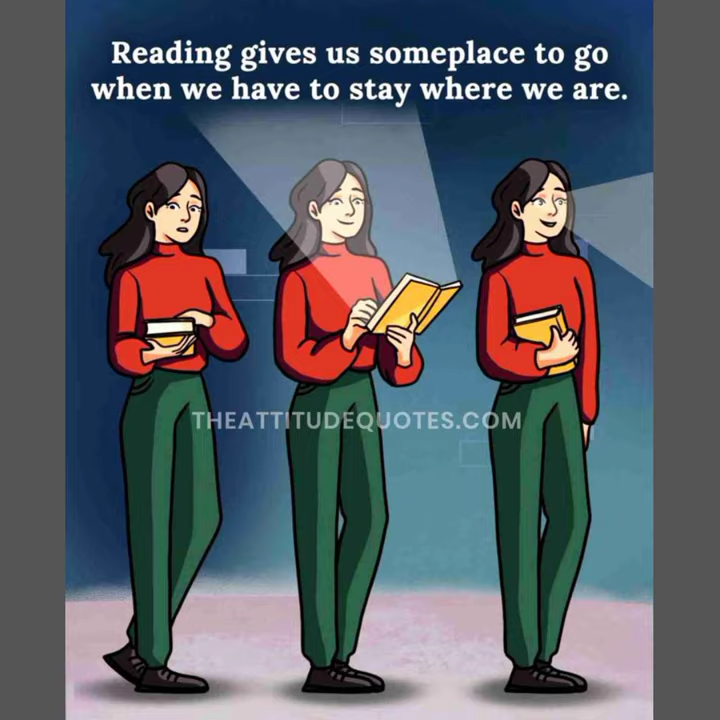 Reading gives us someplace to go
when we have to stay where we are.
THEATTITUDEQUOTES.COM